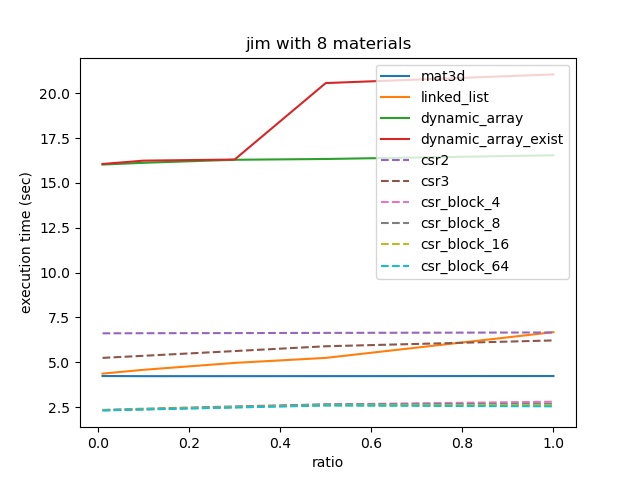 jim with 8 materials
execution time (sec)
20.0
17.5
15.0
12.5
10.0
7.5
5.0
2.5
mat3d
linked_list
dynamic_array
dynamic_array_exist
csr2
csr3
csr_block_4
csr_block_8
csr_block_16
csr_block_64
0.0 0.2 0.4 0.6 0.8 1.0
ratio